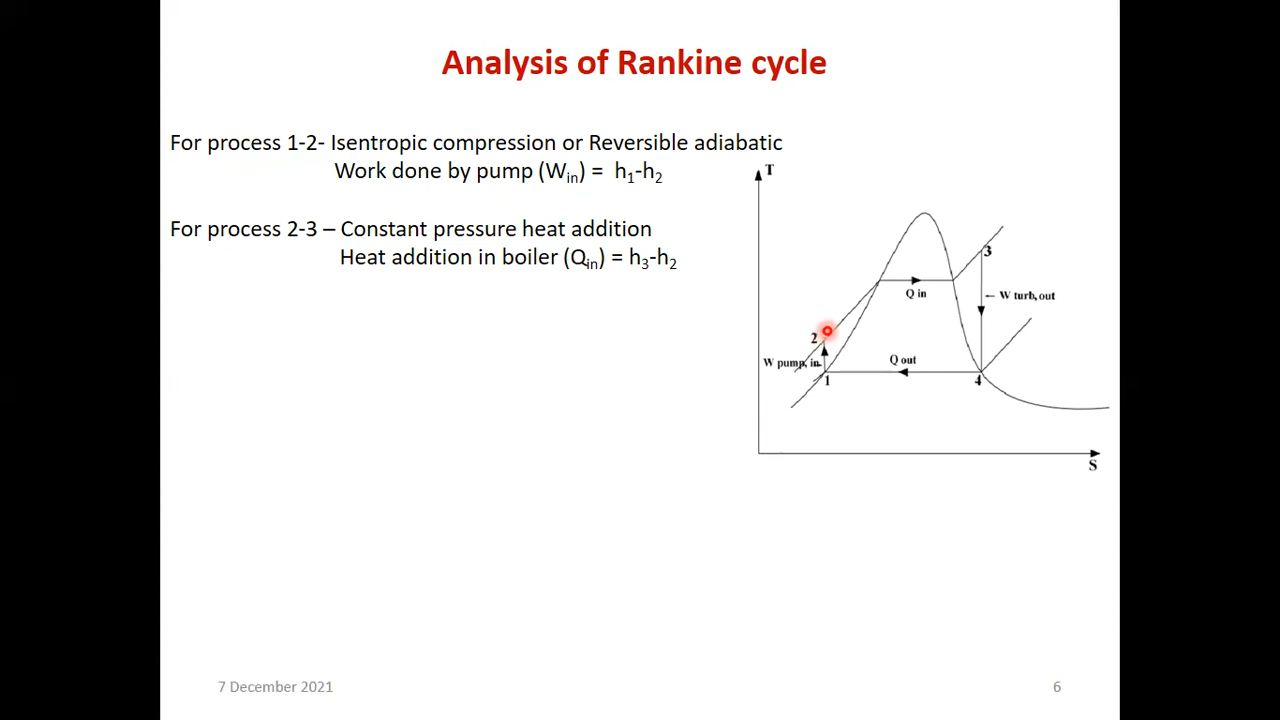 Analysis of Rankine cycle
For process 1-2- Isentropic compression or Reversible adiabatic
Work done by pump (Win) = h1-h2
For process 2-3 – Constant pressure heat addition
Heat addition in boiler (Qin) = h3-h2
T
3
Q in
W turb,out
2
W pump, in
Q out
1
4
S
7 December 2021
6